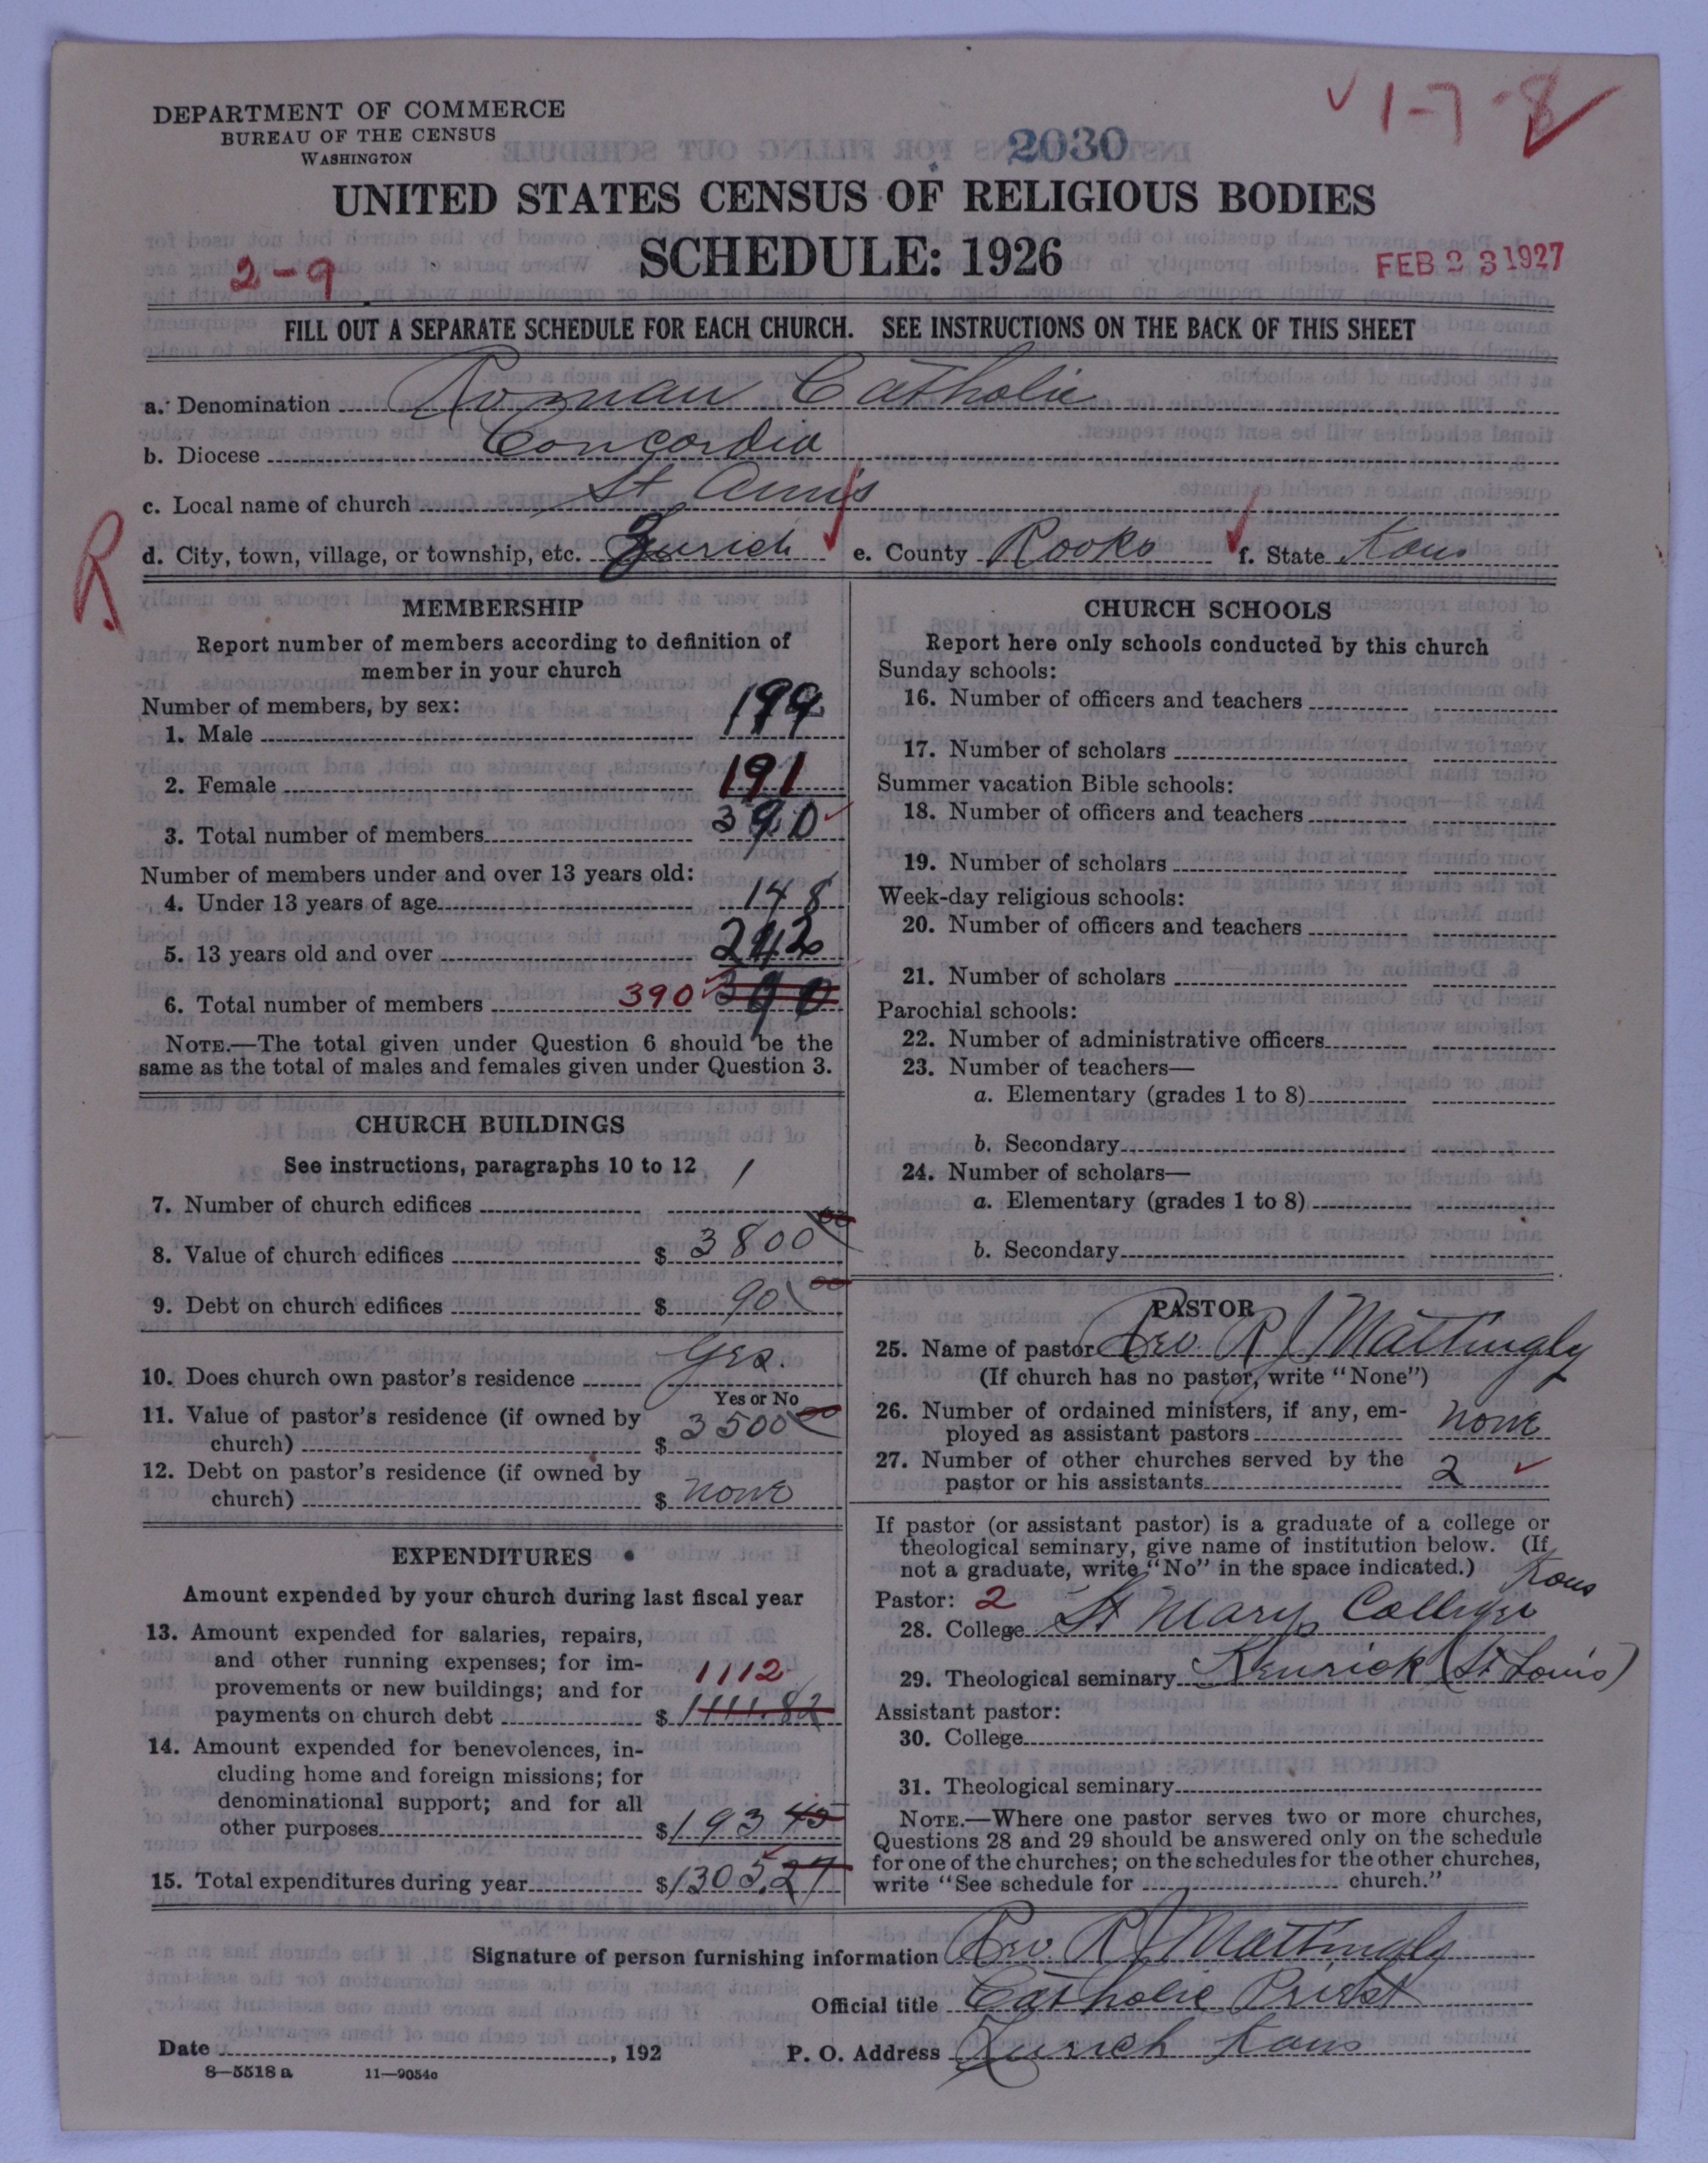 DEPARTMENT OF COMMERCE
BUREAU OF THE CENSUS
WASHINGTON
2030
1-7-8
UNITED STATES CENSUS OF RELIGIOUS BODIES
SCHEDULE: 1926
2-9
FEB 23 1927
FILL OUT A SEPARATE SCHEDULE FOR EACH CHURCH. SEE INSTRUCTIONS ON THE BACK OF THIS SHEET
a. Denomination Roman Catholic
b. Diocese Concordia
c. Local name of church St Ann's
R
d. City, town, village, or township, etc. Zurich e. County Rooks f. State Kans
MEMBERSHIP
Report number of members according to definition of
member in your church
Number of members, by sex:
1. Male 199
2. Female 191
3. Total number of members 390
Number of members under and over 13 years old:
4. Under 13 years of age 148
5. 13 years old and over 242
6. Total number of members 390 390
NOTE.—The total given under Question 6 should be the
same as the total of males and females given under Question 3.
CHURCH BUILDINGS
See instructions, paragraphs 10 to 12
7. Number of church edifices 1
8. Value of church edifices $ 3800 00
9. Debt on church edifices $ 90 00
10. Does church own pastor's residence Yes.
Yes or No
11. Value of pastor's residence (if owned by
church) $ 3500 00
12. Debt on pastor's residence (if owned by
church) $ none
EXPENDITURES
Amount expended by your church during last fiscal year
13. Amount expended for salaries, repairs,
and other running expenses; for im-
provements or new buildings; and for 1112
payments on church debt $ 1111.82
14. Amount expended for benevolences, in-
cluding home and foreign missions; for
denominational support; and for all
other purposes $ 193 45
15. Total expenditures during year $ 1305.27
CHURCH SCHOOLS
Report here only schools conducted by this church
Sunday schools:
16. Number of officers and teachers
17. Number of scholars
Summer vacation Bible schools:
18. Number of officers and teachers
19. Number of scholars
Week-day religious schools:
20. Number of officers and teachers
21. Number of scholars
Parochial schools:
22. Number of administrative officers
23. Number of teachers—
a. Elementary (grades 1 to 8)
b. Secondary
24. Number of scholars—
a. Elementary (grades 1 to 8)
b. Secondary
PASTOR
25. Name of pastor Rev. R J Mattingly
(If church has no pastor, write "None")
26. Number of ordained ministers, if any, em-
ployed as assistant pastors none
27. Number of other churches served by the
pastor or his assistants 2
If pastor (or assistant pastor) is a graduate of a college or
theological seminary, give name of institution below. (If
not a graduate, write "No" in the space indicated.)
Pastor: 2 Kans
28. College St Marys College
29. Theological seminary Kenrick (St Louis)
Assistant pastor:
30. College
31. Theological seminary
NOTE.—Where one pastor serves two or more churches,
Questions 28 and 29 should be answered only on the schedule
for one of the churches; on the schedules for the other churches,
write "See schedule for church."
Signature of person furnishing information Rev. R J Mattingly
Official title Catholic Priest
Date , 192 P. O. Address Zurich Kans
8—5518 a 11—9054c